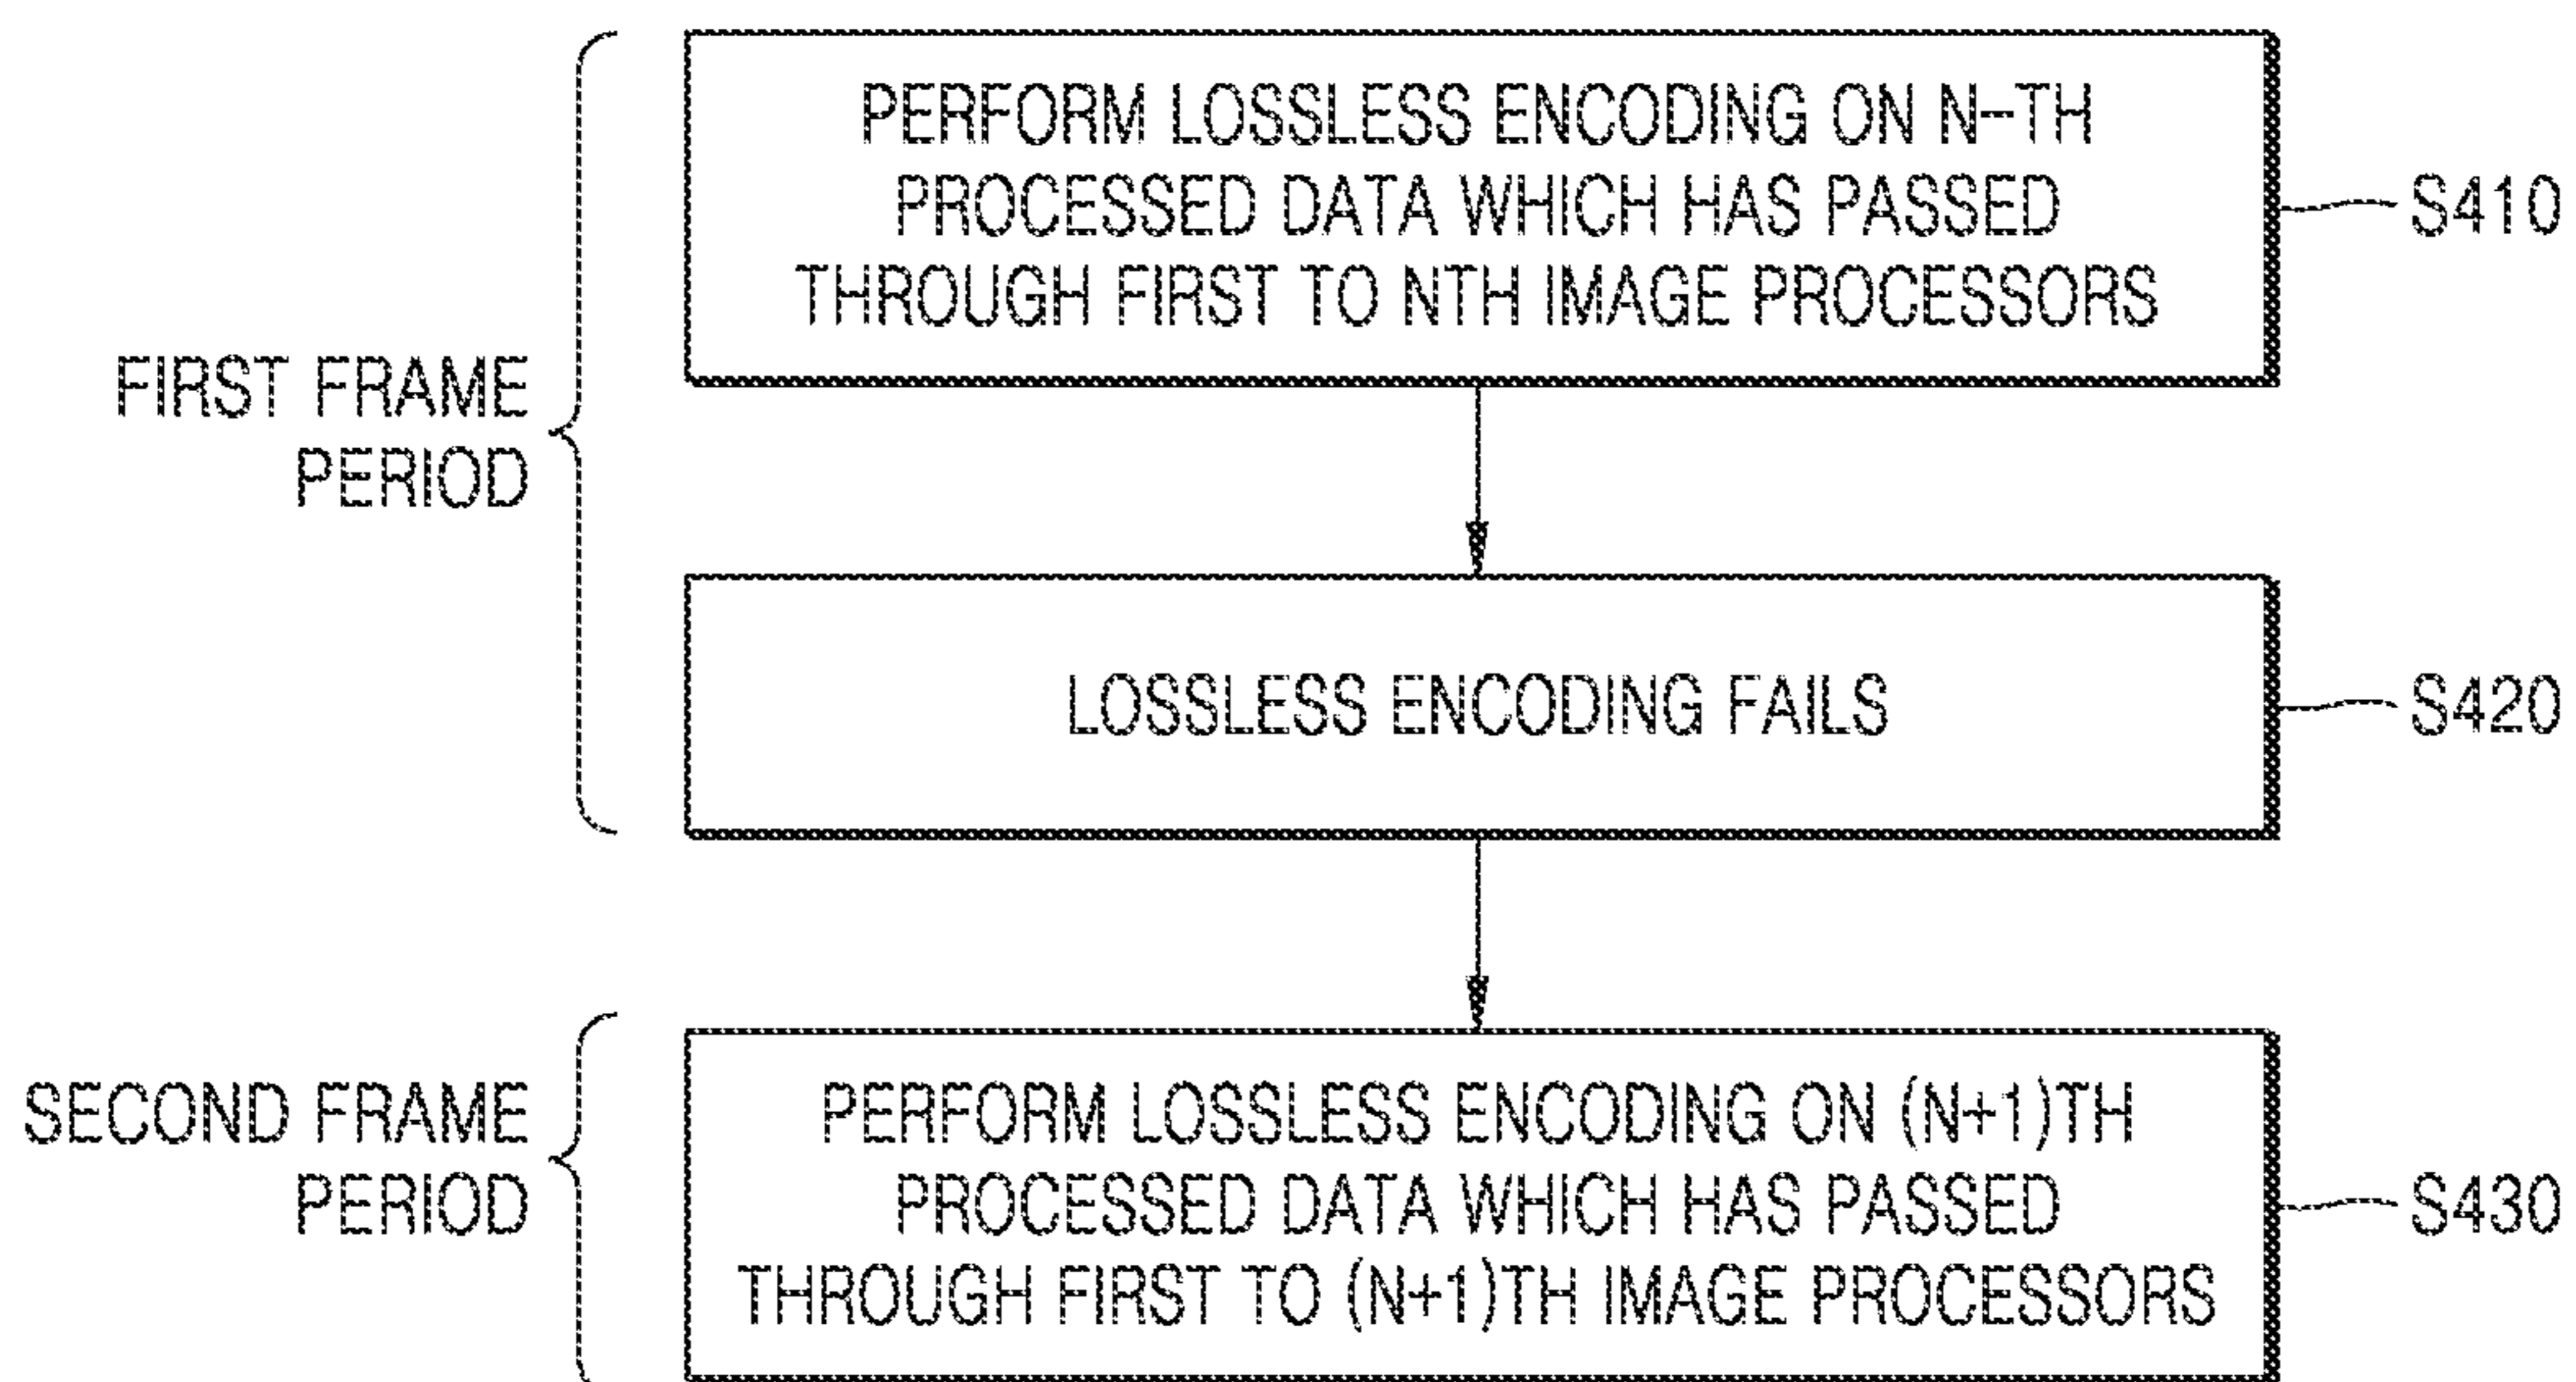 PERFORM LOSSLESS ENCODING ON N-TH
PROCESSED DATA WHICH HAS PASSED
THROUGH FIRST TO NTH IMAGE PROCESSORS
S410
FIRST FRAME
PERIOD
LOSSLESS ENCODING FAILS
S420
SECOND FRAME
PERIOD
PERFORM LOSSLESS ENCODING ON (N+1)TH
PROCESSED DATA WHICH HAS PASSED
THROUGH FIRST TO (N+1)TH IMAGE PROCESSORS
S430